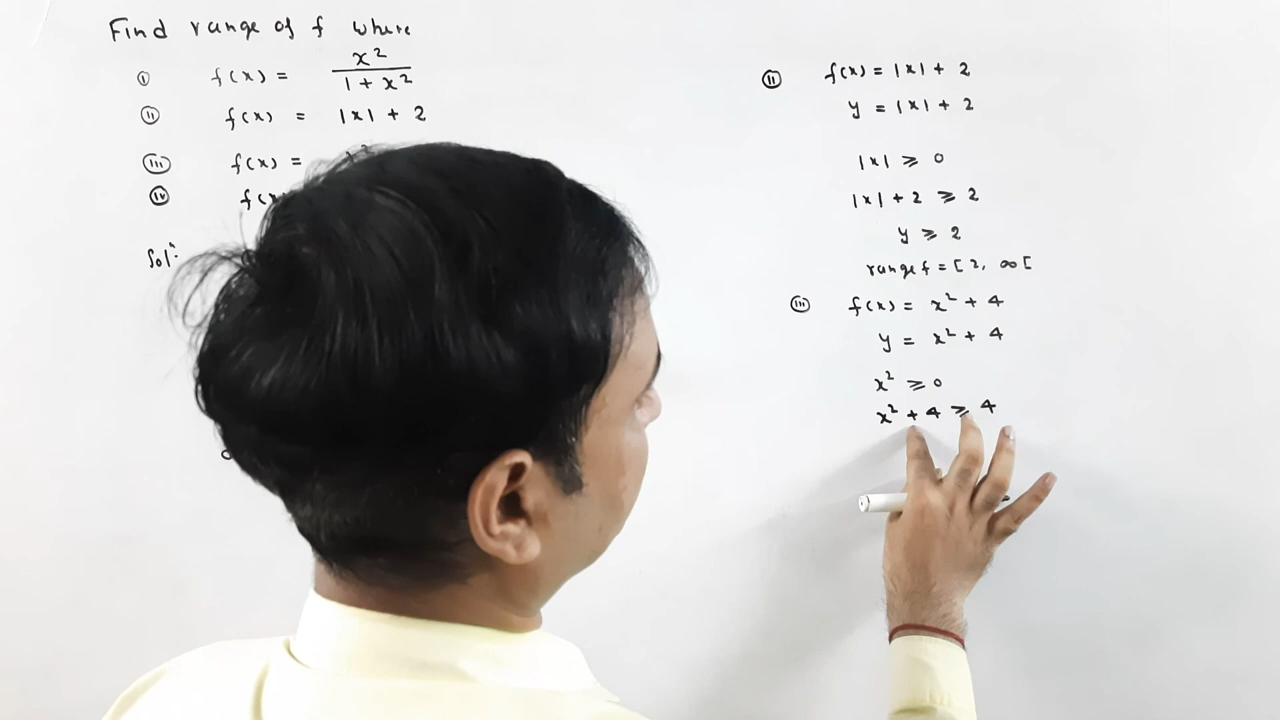 Find range of f where
① f(x) = x² / 1 + x²
② f(x) = |x| + 2
③ f(x) =
④
Solⁿ:
② f(x) = |x| + 2
y = |x| + 2
|x| ⩾ 0
|x| + 2 ⩾ 2
y ⩾ 2
range f = [ 2, ∞ [
③ f(x) = x² + 4
y = x² + 4
x² ⩾ 0
x² + 4 ⩾ 4